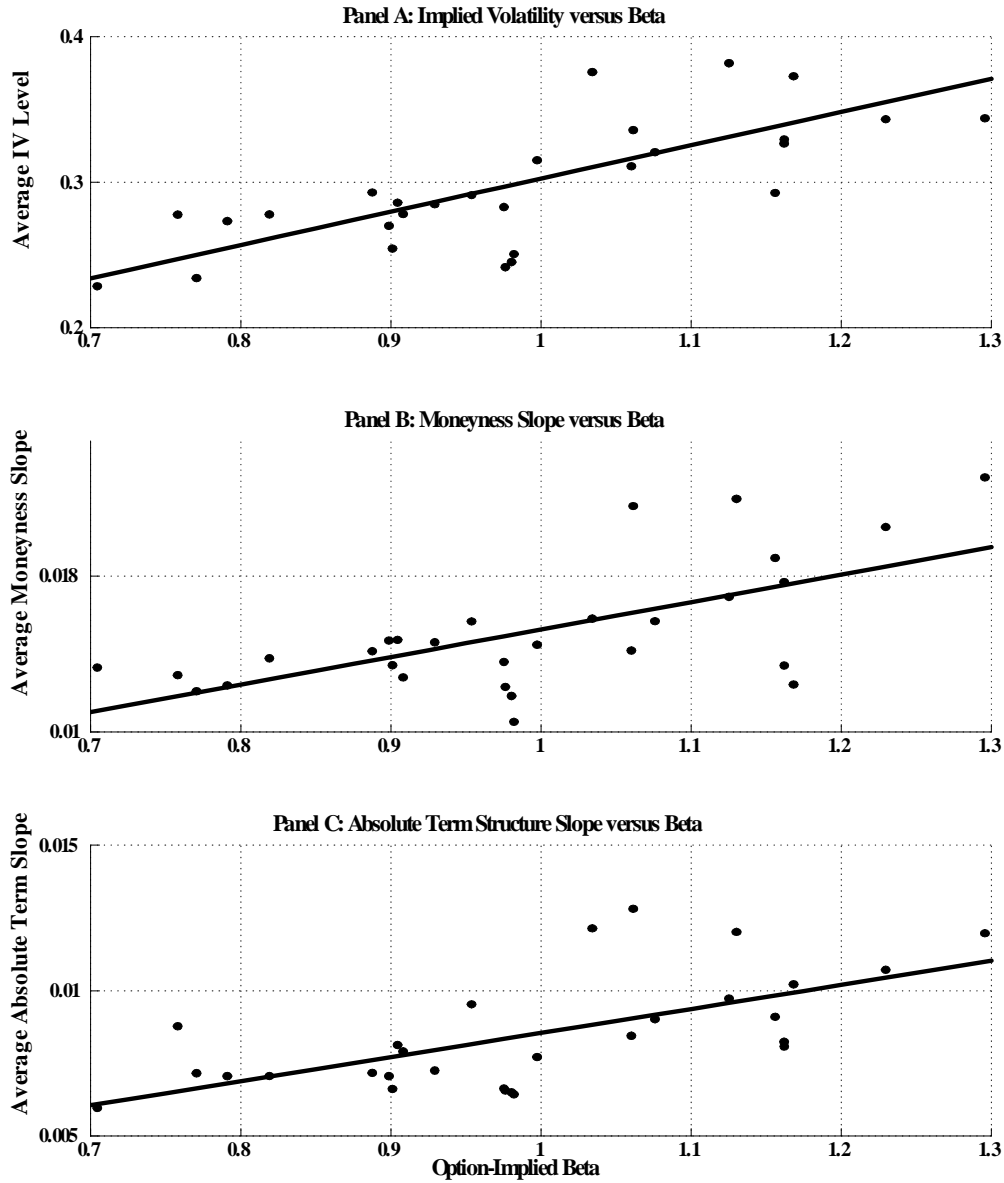 Panel A: Implied Volatility versus Beta
0.4
0.3
0.2
Average IV Level
0.7 0.8 0.9 1 1.1 1.2 1.3
Panel B: Moneyness Slope versus Beta
0.018
0.01
Average Moneyness Slope
0.7 0.8 0.9 1 1.1 1.2 1.3
Panel C: Absolute Term Structure Slope versus Beta
0.015
0.01
0.005
Average Absolute Term Slope
0.7 0.8 0.9 1 1.1 1.2 1.3
Option-Implied Beta